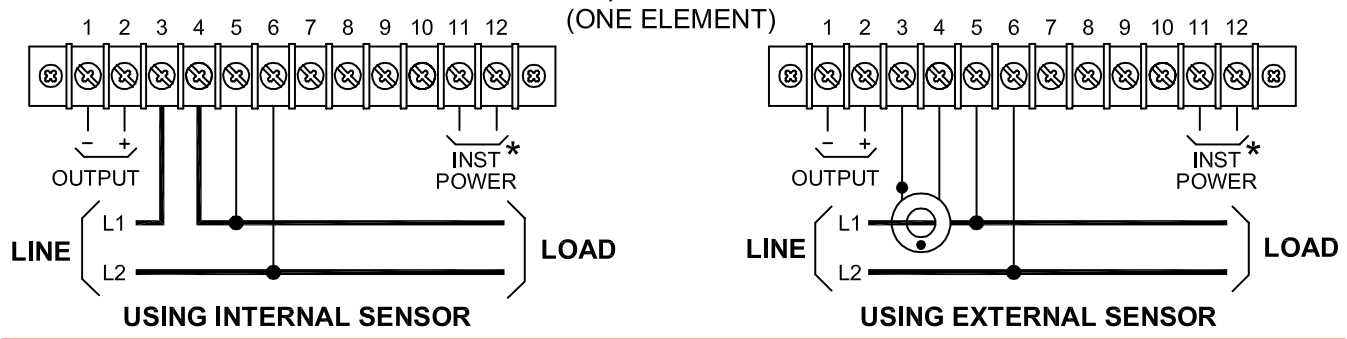 (ONE ELEMENT)
1 2 3 4 5 6 7 8 9 10 11 12
− +
OUTPUT
INST *
POWER
L1
LINE
LOAD
L2
USING INTERNAL SENSOR
1 2 3 4 5 6 7 8 9 10 11 12
− +
OUTPUT
INST *
POWER
L1
LINE
LOAD
L2
USING EXTERNAL SENSOR